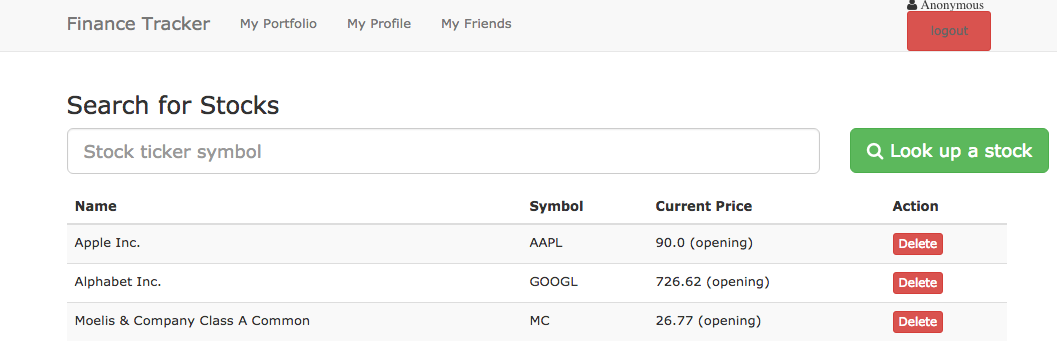 Finance Tracker My Portfolio My Profile My Friends Anonymous
logout
Search for Stocks
Stock ticker symbol Look up a stock
Name Symbol Current Price Action
Apple Inc. AAPL 90.0 (opening) Delete
Alphabet Inc. GOOGL 726.62 (opening) Delete
Moelis & Company Class A Common MC 26.77 (opening) Delete